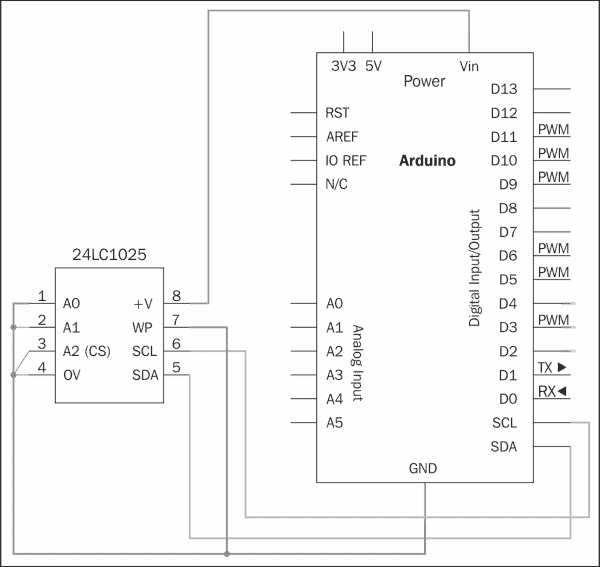 3V3 5V Vin
Power
D13
RST D12
AREF D11 PWM
IO REF Arduino D10 PWM
N/C D9 PWM
D8
D7
Digital Input/Output
D6 PWM
D5 PWM
24LC1025
1 A0 +V 8
2 A1 WP 7
3 A2 (CS) SCL 6
4 OV SDA 5
A0 D4
A1 D3 PWM
A2 D2
Analog Input
A3 D1 TX ▶
A4 D0 RX ◀
A5 SCL
SDA
GND